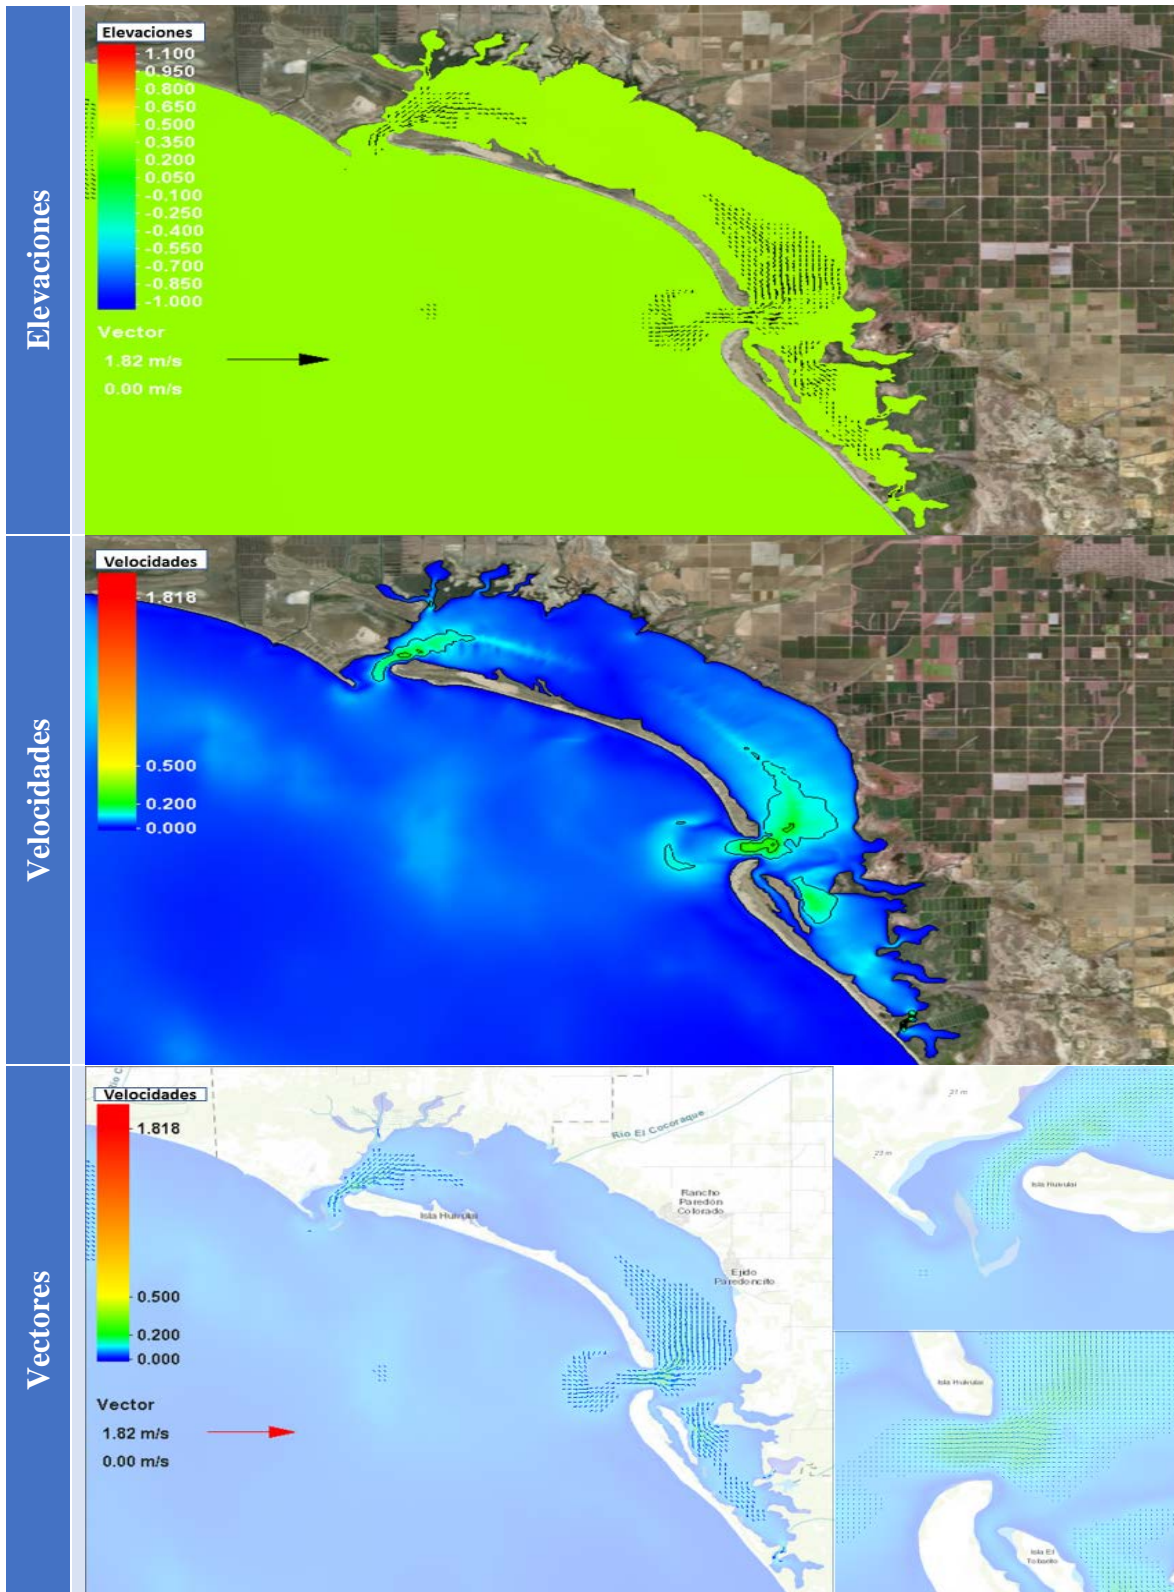 Elevaciones
Elevaciones
1.100
0.950
0.800
0.650
0.500
0.350
0.200
0.050
-0.100
-0.250
-0.400
-0.550
-0.700
-0.850
-1.000
Vector
1.82 m/s
0.00 m/s
Velocidades
Velocidades
1.818
0.500
0.200
0.000
Vectores
Velocidades
1.818
0.500
0.200
0.000
Vector
1.82 m/s
0.00 m/s
Río El Cocoraque
Rancho
Paredón
Colorado
Isla Huivulai
Ejido
Paredoncito
21 m
23 m
Isla Huivulai
Isla Huivulai
Isla El
Tobarito